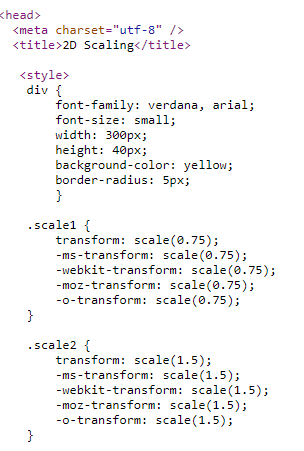 <head>
<meta charset="utf-8" />
<title>2D Scaling</title>
<style>
div {
font-family: verdana, arial;
font-size: small;
width: 300px;
height: 40px;
background-color: yellow;
border-radius: 5px;
}
.scale1 {
transform: scale(0.75);
-ms-transform: scale(0.75);
-webkit-transform: scale(0.75);
-moz-transform: scale(0.75);
-o-transform: scale(0.75);
}
.scale2 {
transform: scale(1.5);
-ms-transform: scale(1.5);
-webkit-transform: scale(1.5);
-moz-transform: scale(1.5);
-o-transform: scale(1.5);
}